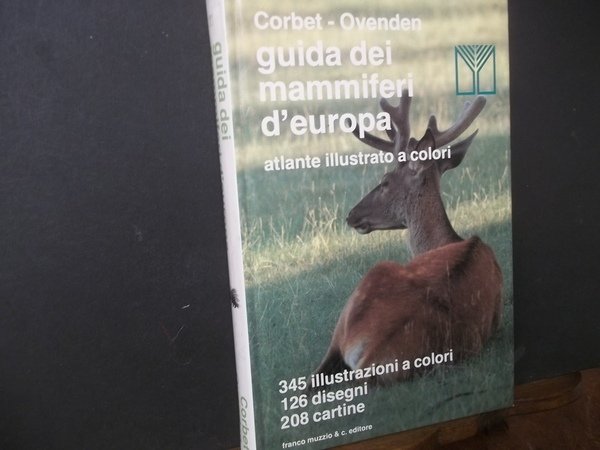 Corbet - Ovenden
guida dei
mammiferi
d'europa
atlante illustrato a colori
345 illustrazioni a colori
126 disegni
208 cartine
franco muzzio & c. editore
guida dei
Corbet